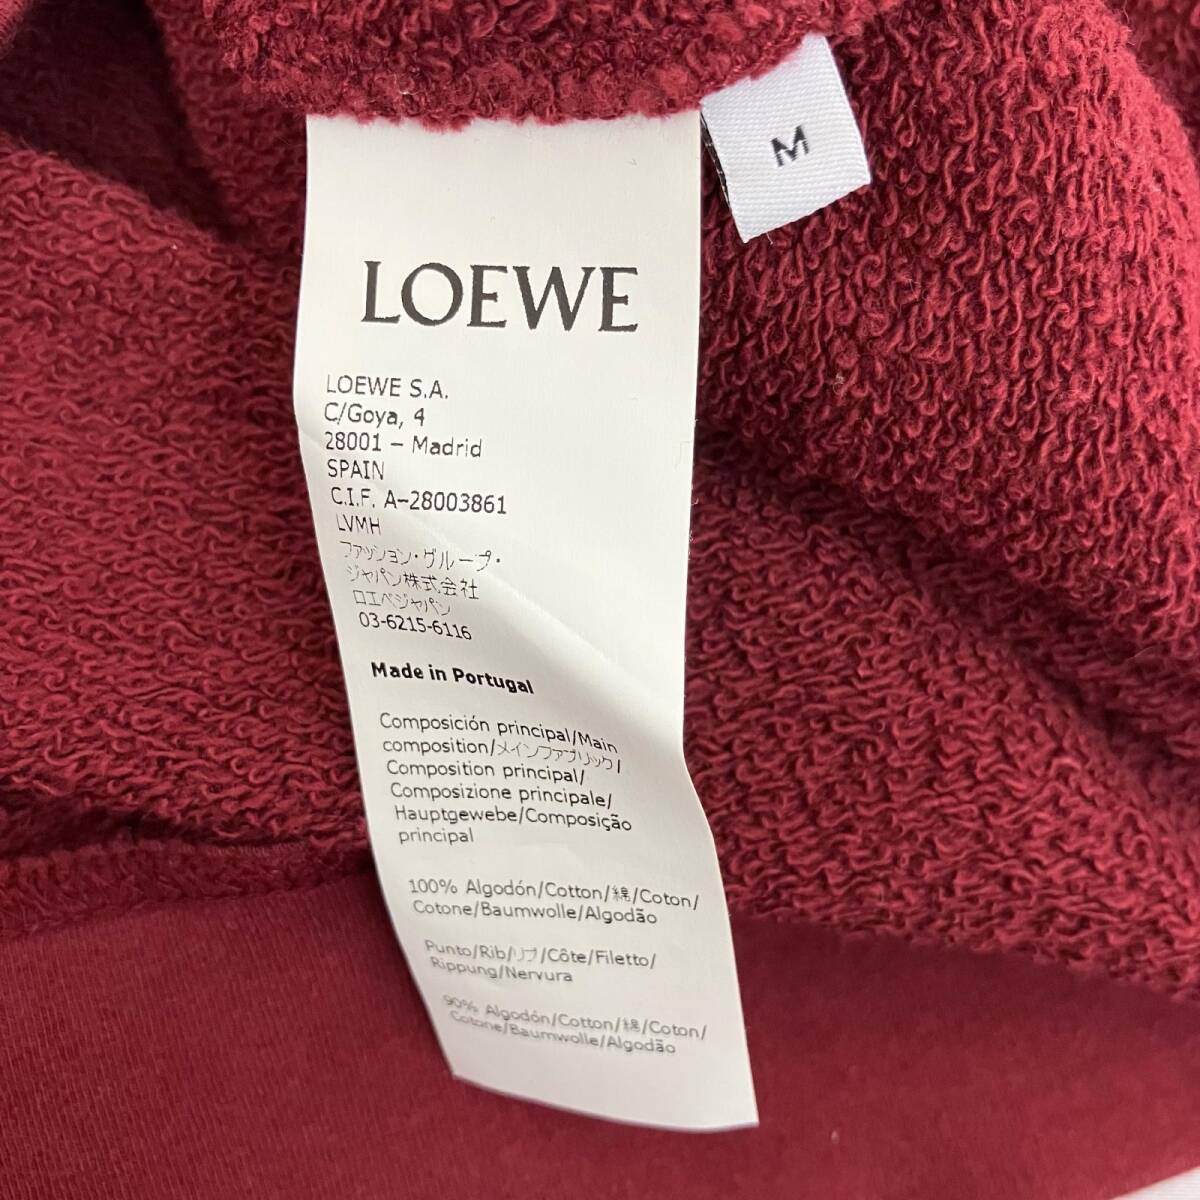 M
LOEWE
LOEWE S.A.
C/Goya, 4
28001 – Madrid
SPAIN
C.I.F. A-28003861
LVMH
ファッション・グループ・
ジャパン株式会社
ロエベジャパン
03-6215-6116
Made in Portugal
Composición principal/Main
composition/メインファブリック/
Composition principal/
Composizione principale/
Hauptgewebe/Composição
principal
100% Algodón/Cotton/綿/Coton/
Cotone/Baumwolle/Algodão
Punto/Rib/リブ/Côte/Filetto/
Rippung/Nervura
90% Algodón/Cotton/綿/Coton/
Cotone/Baumwolle/Algodão